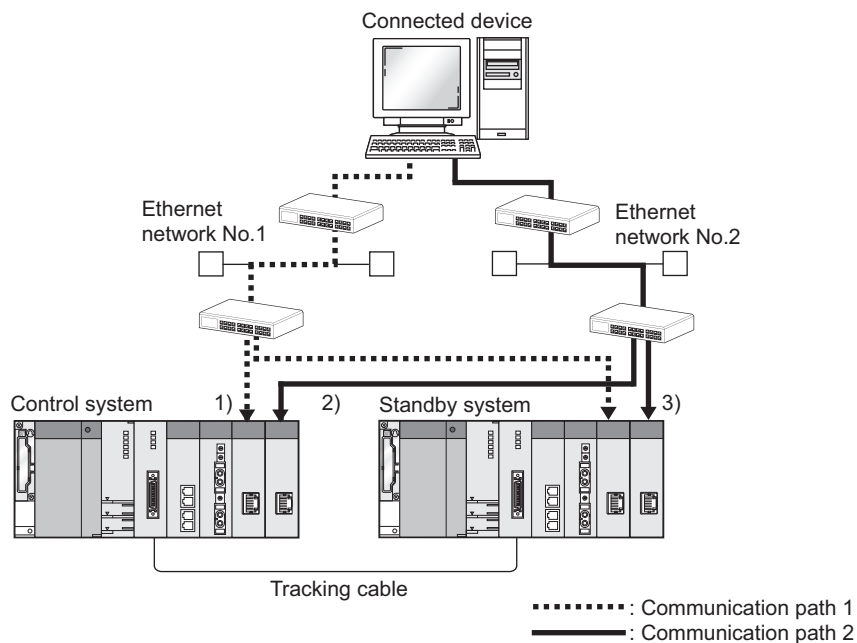 Connected device
Ethernet
network No.1
Ethernet
network No.2
Control system
1)
2)
Standby system
3)
Tracking cable
: Communication path 1
: Communication path 2